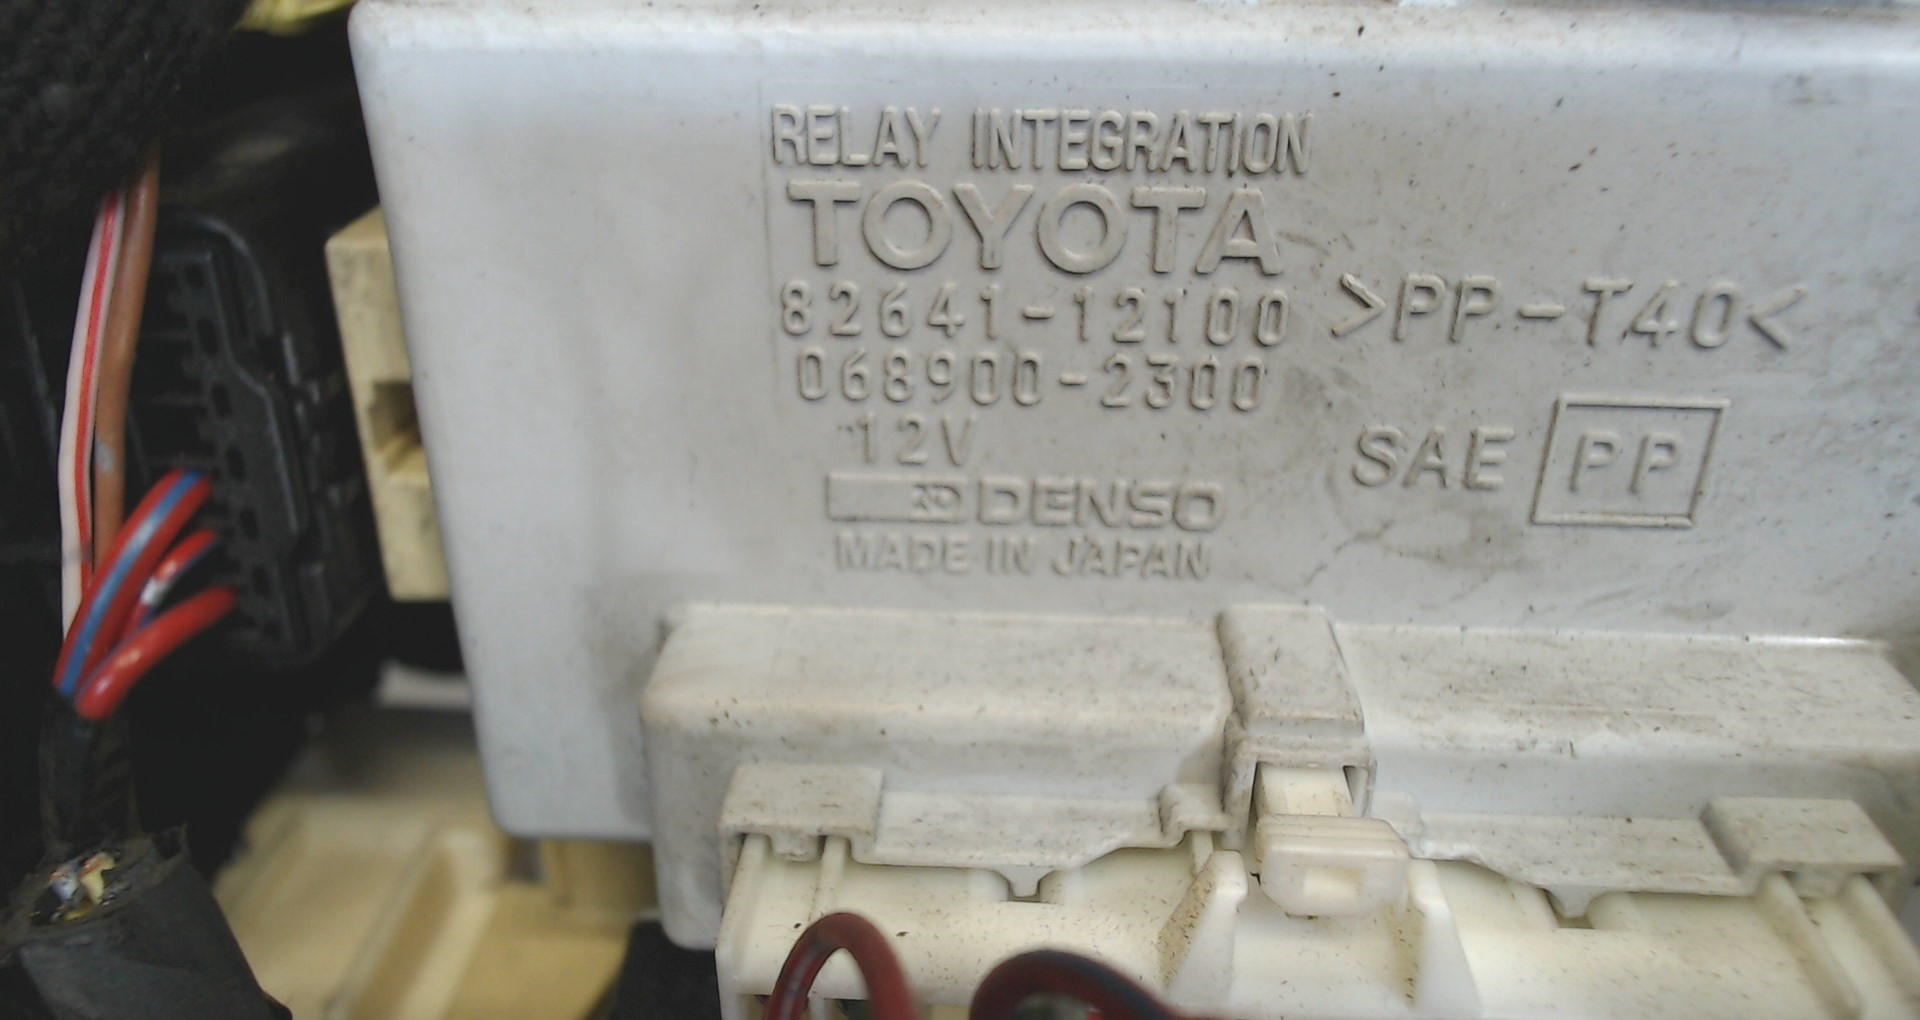 RELAY INTEGRATION
TOYOTA
82641-12100
>PP-T40<
068900-2300
12V
SAE PP
DENSO
MADE IN JAPAN